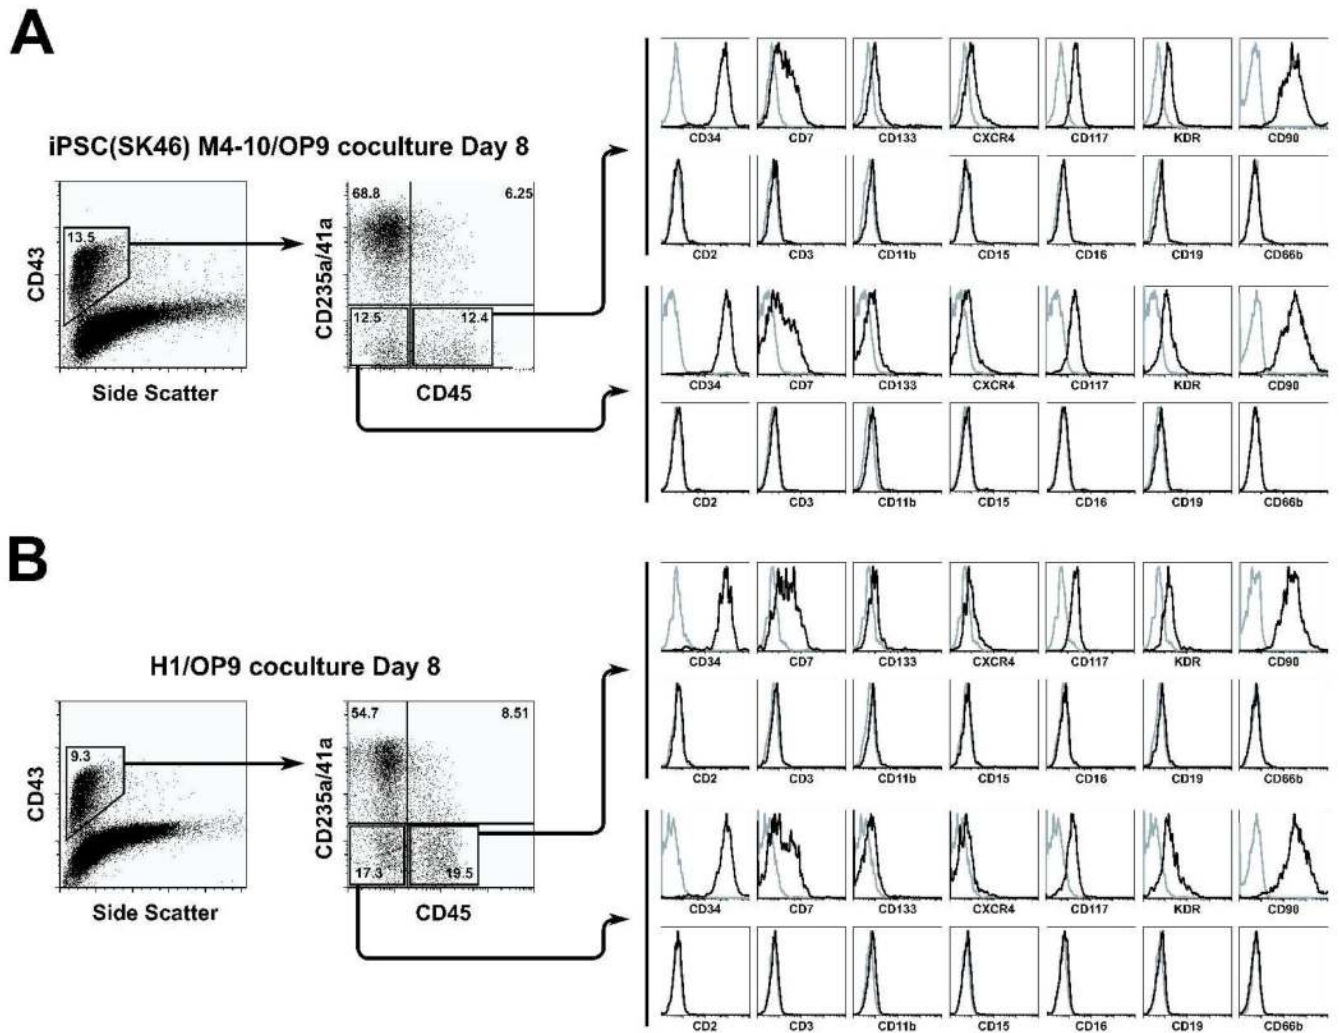 A
iPSC(SK46) M4-10/OP9 coculture Day 8
CD43
13.5
Side Scatter
CD235a/41a
68.8
6.25
12.5
12.4
CD45
CD34 CD7 CD133 CXCR4 CD117 KDR CD90
CD2 CD3 CD11b CD15 CD16 CD19 CD66b
CD34 CD7 CD133 CXCR4 CD117 KDR CD90
CD2 CD3 CD11b CD15 CD16 CD19 CD66b
B
H1/OP9 coculture Day 8
CD43
9.3
Side Scatter
CD235a/41a
54.7
8.51
17.3
19.5
CD45
CD34 CD7 CD133 CXCR4 CD117 KDR CD90
CD2 CD3 CD11b CD15 CD16 CD19 CD66b
CD34 CD7 CD133 CXCR4 CD117 KDR CD90
CD2 CD3 CD11b CD15 CD16 CD19 CD66b